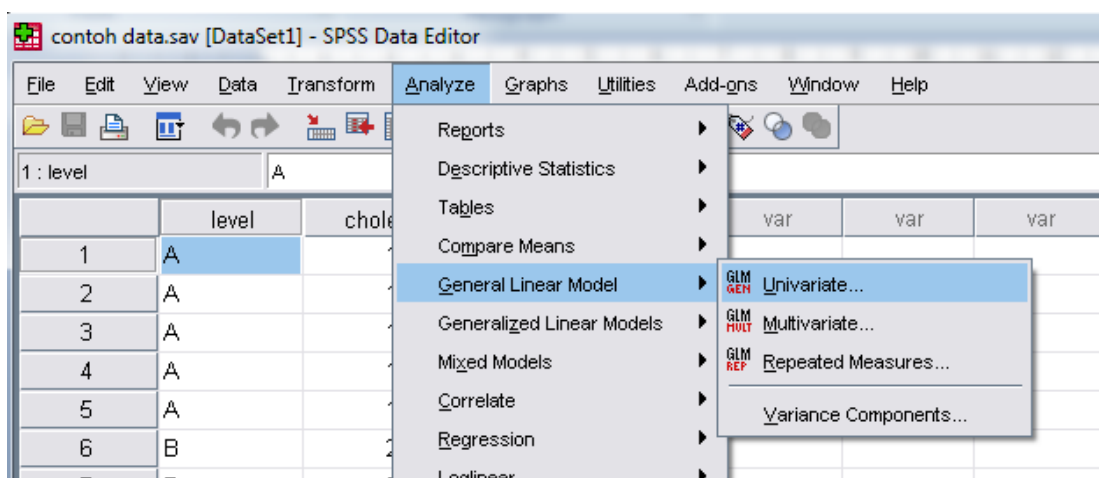 contoh data.sav [DataSet1] - SPSS Data Editor
File Edit View Data Transform Analyze Graphs Utilities Add-ons Window Help
1 : level A
Reports
Descriptive Statistics
Tables
Compare Means
General Linear Model
Generalized Linear Models
Mixed Models
Correlate
Regression
Loglinear
GLM GEN Univariate...
GLM MULT Multivariate...
GLM REP Repeated Measures...
Variance Components...
level chole var var var
1 A
2 A
3 A
4 A
5 A
6 B 2